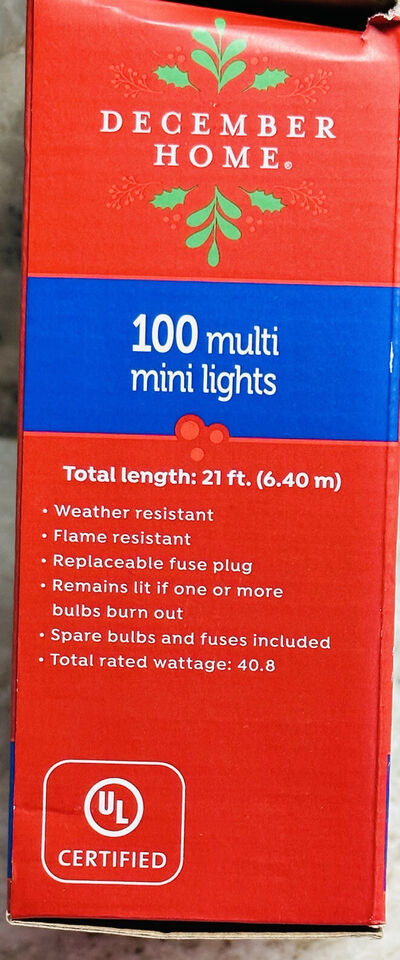 DECEMBER
HOME®
100 multi
mini lights
Total length: 21 ft. (6.40 m)
• Weather resistant
• Flame resistant
• Replaceable fuse plug
• Remains lit if one or more
bulbs burn out
• Spare bulbs and fuses included
• Total rated wattage: 40.8
UL
CERTIFIED